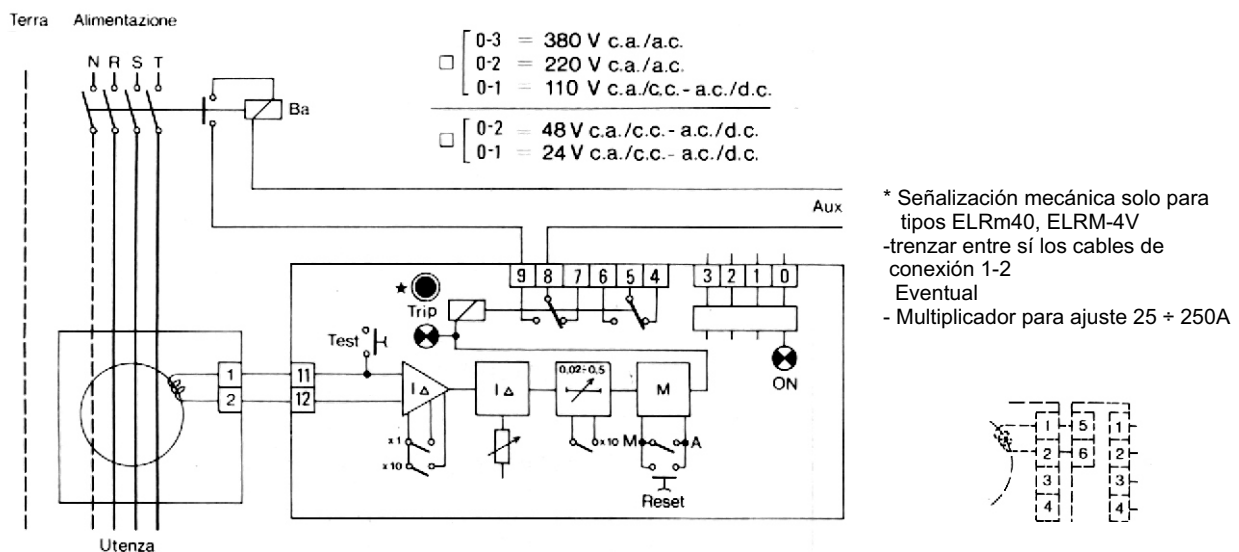 Terra Alimentazione
N R S T
Ba
0-3 = 380 V c.a./a.c.
0-2 = 220 V c.a./a.c.
0-1 = 110 V c.a./c.c.- a.c./d.c.
0-2 = 48 V c.a./c.c.- a.c./d.c.
0-1 = 24 V c.a./c.c.- a.c./d.c.
Aux
* Señalización mecánica solo para
tipos ELRm40, ELRM-4V
-trenzar entre sí los cables de
conexión 1-2
Eventual
- Multiplicador para ajuste 25 ÷ 250A
9 8 7 6 5 4 3 2 1 0
★
Trip
Test
ON
1 11
2 12
I Δ
I Δ
0,02÷0,5
M
x 1
x 10
x 10
M A
Reset
Utenza
1 5 1
2 6 2
3 3
4 4